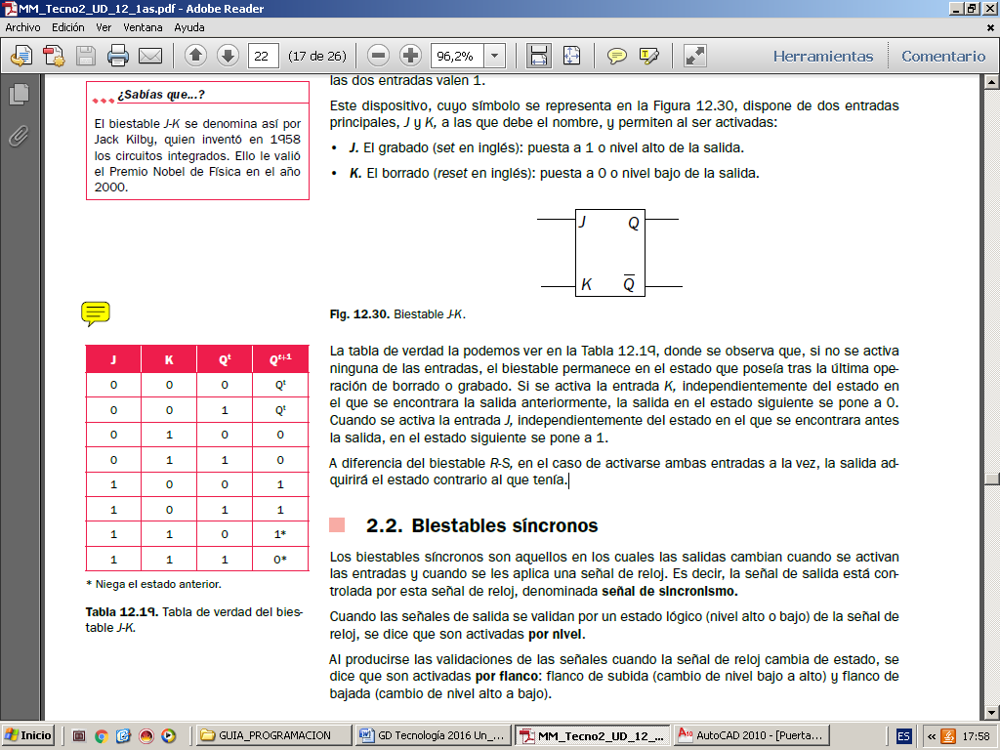 MM_Tecno2_UD_12_1as.pdf - Adobe Reader
Archivo Edición Ver Ventana Ayuda
22 (17 de 26) 96,2% Herramientas Comentario
¿Sabías que...?
El biestable J-K se denomina así por
Jack Kilby, quien inventó en 1958
los circuitos integrados. Ello le valió
el Premio Nobel de Física en el año
2000.
J K Qt Qt+1
0 0 0 Qt
0 0 1 Qt
0 1 0 0
0 1 1 0
1 0 0 1
1 0 1 1
1 1 0 1*
1 1 1 0*
* Niega el estado anterior.
Tabla 12.19. Tabla de verdad del bies-
table J-K.
las dos entradas valen 1.
Este dispositivo, cuyo símbolo se representa en la Figura 12.30, dispone de dos entradas
principales, J y K, a las que debe el nombre, y permiten al ser activadas:
• J. El grabado (set en inglés): puesta a 1 o nivel alto de la salida.
• K. El borrado (reset en inglés): puesta a 0 o nivel bajo de la salida.
J Q
K Q̅
Fig. 12.30. Biestable J-K.
La tabla de verdad la podemos ver en la Tabla 12.19, donde se observa que, si no se activa
ninguna de las entradas, el biestable permanece en el estado que poseía tras la última ope-
ración de borrado o grabado. Si se activa la entrada K, independientemente del estado en
el que se encontrara la salida anteriormente, la salida en el estado siguiente se pone a 0.
Cuando se activa la entrada J, independientemente del estado en el que se encontrara antes
la salida, en el estado siguiente se pone a 1.
A diferencia del biestable R-S, en el caso de activarse ambas entradas a la vez, la salida ad-
quirirá el estado contrario al que tenía.
2.2. Biestables síncronos
Los biestables síncronos son aquellos en los cuales las salidas cambian cuando se activan
las entradas y cuando se les aplica una señal de reloj. Es decir, la señal de salida está con-
trolada por esta señal de reloj, denominada señal de sincronismo.
Cuando las señales de salida se validan por un estado lógico (nivel alto o bajo) de la señal de
reloj, se dice que son activadas por nivel.
Al producirse las validaciones de las señales cuando la señal de reloj cambia de estado, se
dice que son activadas por flanco: flanco de subida (cambio de nivel bajo a alto) y flanco de
bajada (cambio de nivel alto a bajo).
Inicio GUIA_PROGRAMACION GD Tecnología 2016 Un_... MM_Tecno2_UD_12_... AutoCAD 2010 - [Puerta... ES « 17:58